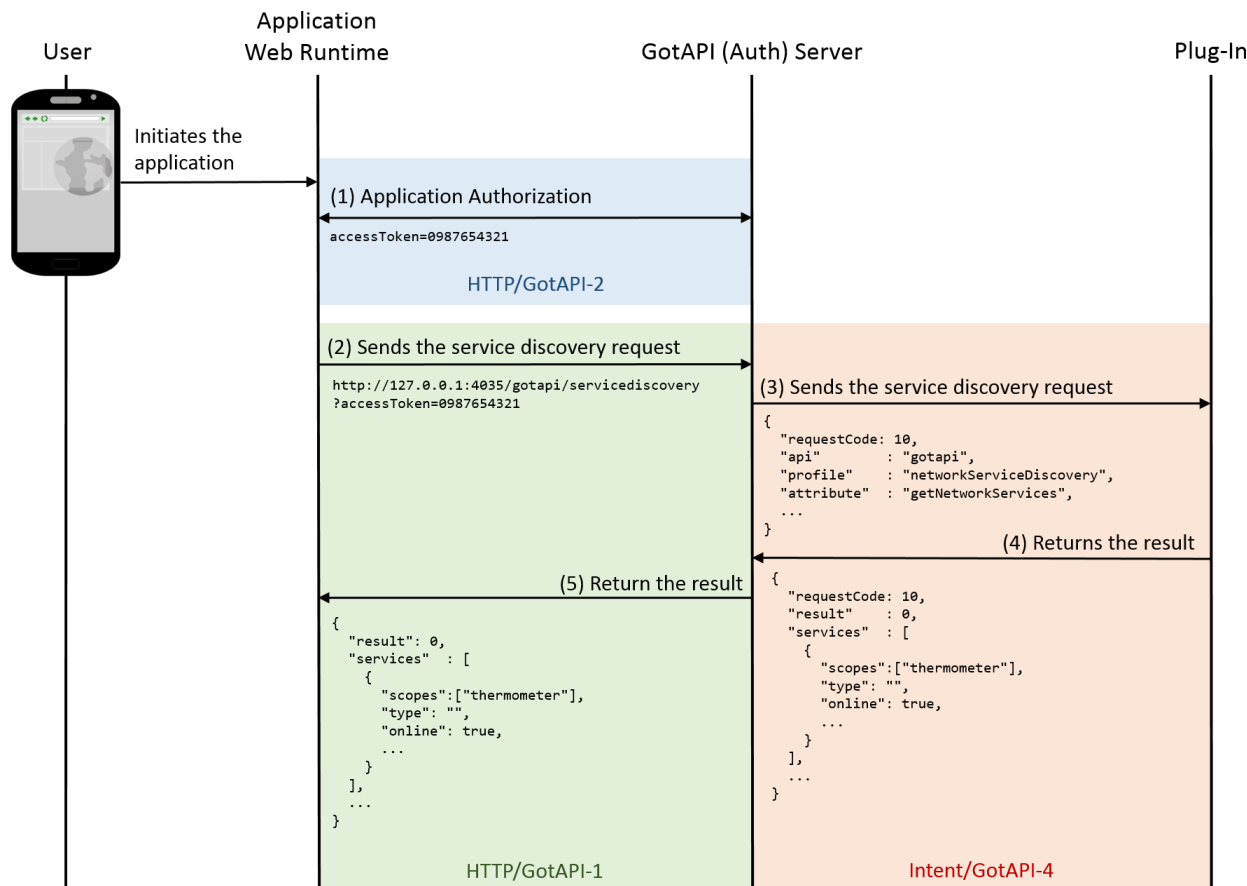 User
Application
Web Runtime
GotAPI (Auth) Server
Plug-In
Initiates the
application
(1) Application Authorization
accessToken=0987654321
HTTP/GotAPI-2
(2) Sends the service discovery request
http://127.0.0.1:4035/gotapi/servicediscovery
?accessToken=0987654321
(3) Sends the service discovery request
{
  "requestCode: 10,
  "api"         : "gotapi",
  "profile"    : "networkServiceDiscovery",
  "attribute"  : "getNetworkServices",
  ...
}
(4) Returns the result
{
  "requestCode: 10,
  "result"    : 0,
  "services"  : [
    {
      "scopes":["thermometer"],
      "type": "",
      "online": true,
      ...
    }
  ],
  ...
}
(5) Return the result
{
  "result": 0,
  "services"  : [
    {
      "scopes":["thermometer"],
      "type": "",
      "online": true,
      ...
    }
  ],
  ...
}
HTTP/GotAPI-1
Intent/GotAPI-4